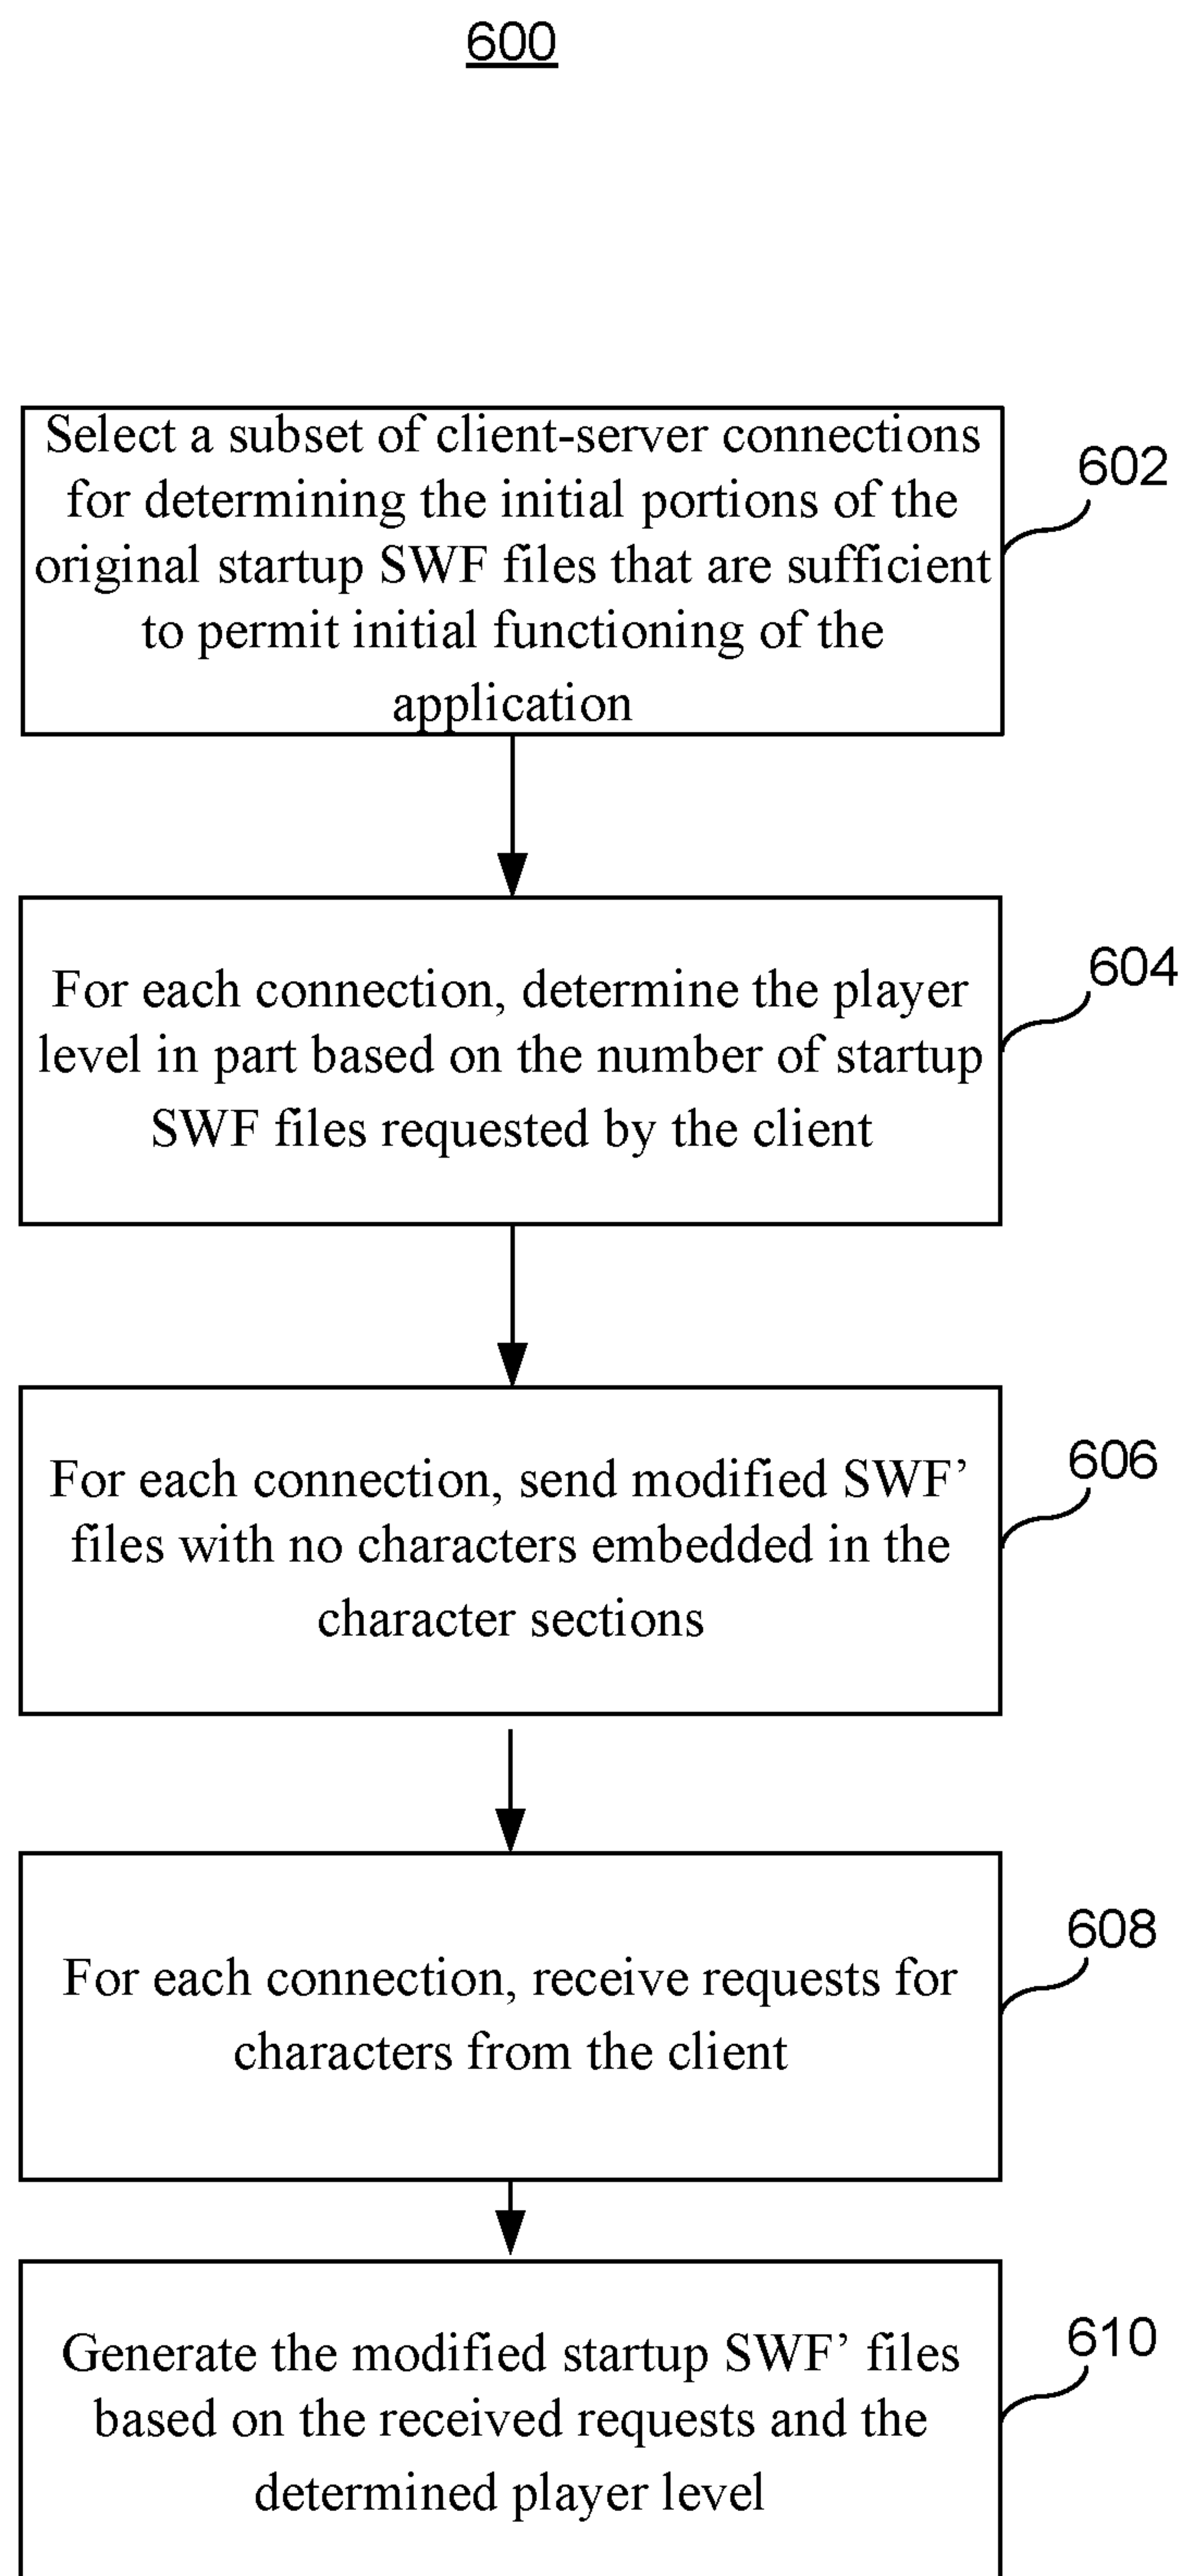 600
Select a subset of client-server connections
for determining the initial portions of the
original startup SWF files that are sufficient
to permit initial functioning of the
application
602
For each connection, determine the player
level in part based on the number of startup
SWF files requested by the client
604
For each connection, send modified SWF’
files with no characters embedded in the
character sections
606
For each connection, receive requests for
characters from the client
608
Generate the modified startup SWF’ files
based on the received requests and the
determined player level
610